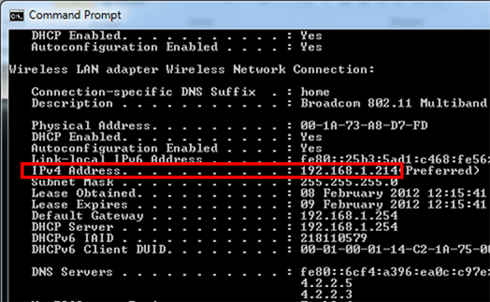 Command Prompt
DHCP Enabled. . . . . . . . . . . : Yes
Autoconfiguration Enabled . . . . : Yes
Wireless LAN adapter Wireless Network Connection:
Connection-specific DNS Suffix  . : home
Description . . . . . . . . . . . : Broadcom 802.11 Multiband
Physical Address. . . . . . . . . : 00-1A-73-A8-D7-FD
DHCP Enabled. . . . . . . . . . . : Yes
Autoconfiguration Enabled . . . . : Yes
Link-local IPv6 Address . . . . . : fe80::25b3:5ad1:c468:fe56
IPv4 Address. . . . . . . . . . . : 192.168.1.214(Preferred)
Subnet Mask . . . . . . . . . . . : 255.255.255.0
Lease Obtained. . . . . . . . . . : 08 February 2012 12:15:41
Lease Expires . . . . . . . . . . : 09 February 2012 12:15:41
Default Gateway . . . . . . . . . : 192.168.1.254
DHCP Server . . . . . . . . . . . : 192.168.1.254
DHCPv6 IAID . . . . . . . . . . . : 218110579
DHCPv6 Client DUID. . . . . . . . : 00-01-00-01-14-C2-1A-75-00
DNS Servers . . . . . . . . . . . : fe80::6cf4:a396:ea0c:c97e
4.2.2.5
4.2.2.3